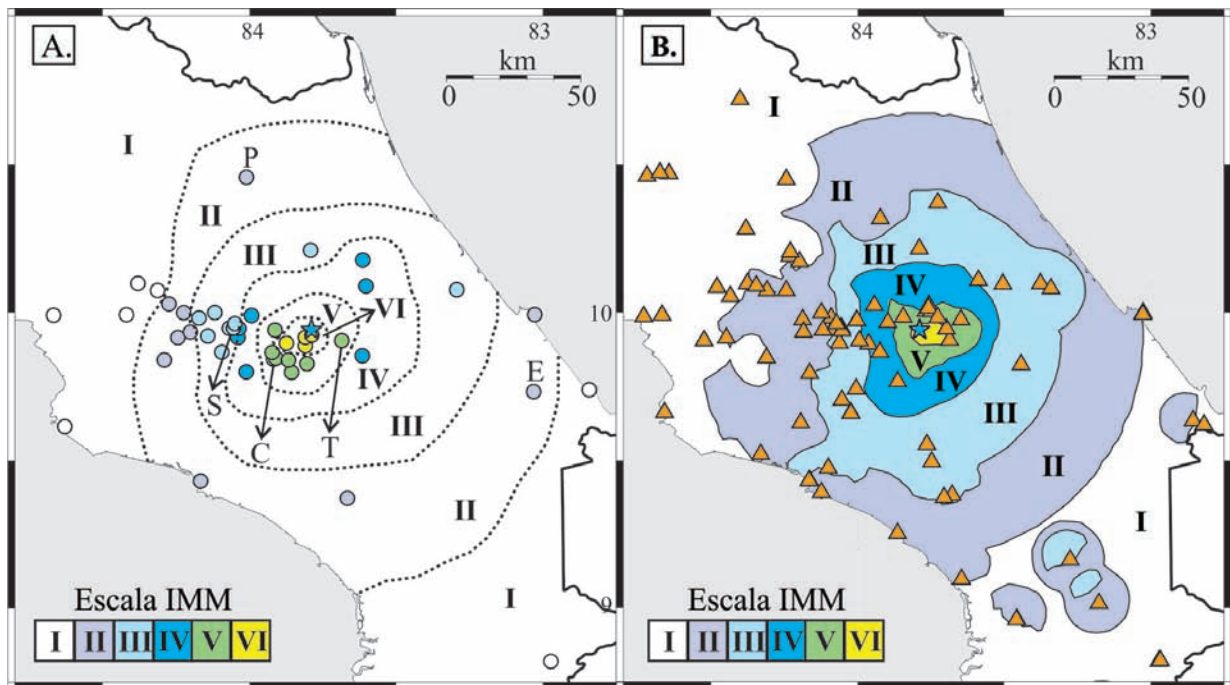 A.
84
83
km
0 50
I
P
II
III
V
VI
10
E
IV
S
C
T
III
II
I
Escala IMM
I II III IV V VI
9
B.
84
83
km
0 50
I
II
III
IV
V
IV
III
II
I
Escala IMM
I II III IV V VI